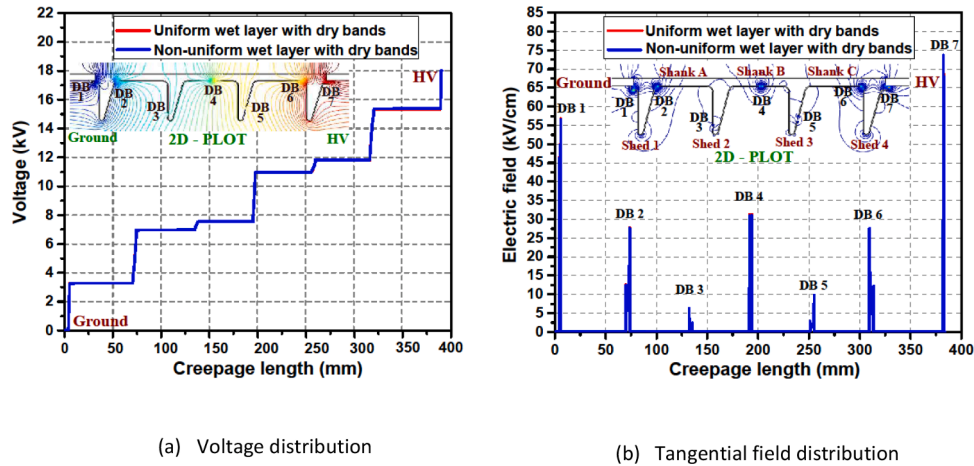 Uniform wet layer with dry bands
Non-uniform wet layer with dry bands
22
20
18
16
14
12
10
8
6
4
2
0
Voltage (kV)
HV
DB 1
DB 2
DB 3
DB 4
DB 5
DB 6
DB 7
Ground
2D - PLOT
HV
Ground
0
50
100
150
200
250
300
350
400
Creepage length (mm)
(a) Voltage distribution
Uniform wet layer with dry bands
Non-uniform wet layer with dry bands
DB 7
85
80
75
70
65
60
55
50
45
40
35
30
25
20
15
10
5
0
Electric field (kV/cm)
Ground
Shank A
Shank B
Shank C
HV
DB 1
DB 2
DB 3
DB 4
DB 5
DB 6
DB 7
Shed 1
Shed 2
Shed 3
Shed 4
2D - PLOT
DB 1
DB 2
DB 3
DB 4
DB 5
DB 6
0
50
100
150
200
250
300
350
400
Creepage length (mm)
(b) Tangential field distribution